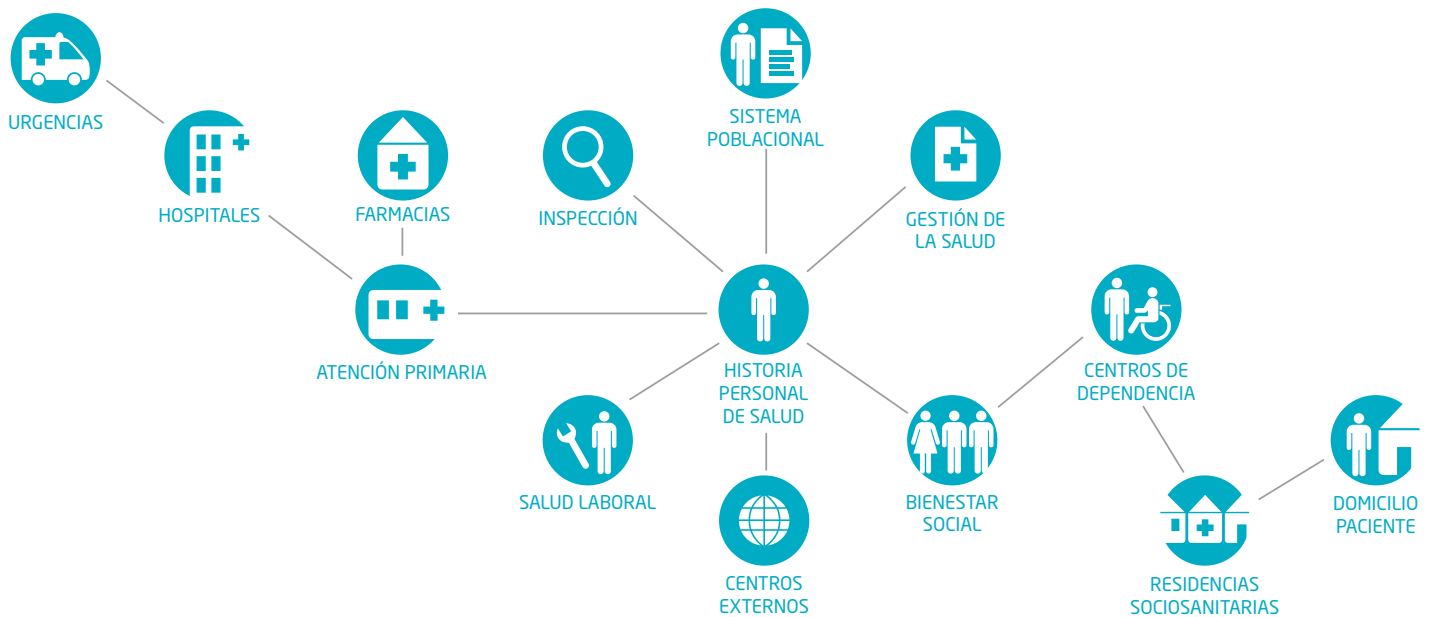 URGENCIAS
HOSPITALES
FARMACIAS
INSPECCIÓN
SISTEMA
POBLACIONAL
GESTIÓN DE
LA SALUD
ATENCIÓN PRIMARIA
HISTORIA
PERSONAL
DE SALUD
CENTROS DE
DEPENDENCIA
SALUD LABORAL
CENTROS
EXTERNOS
BIENESTAR
SOCIAL
RESIDENCIAS
SOCIOSANITARIAS
DOMICILIO
PACIENTE